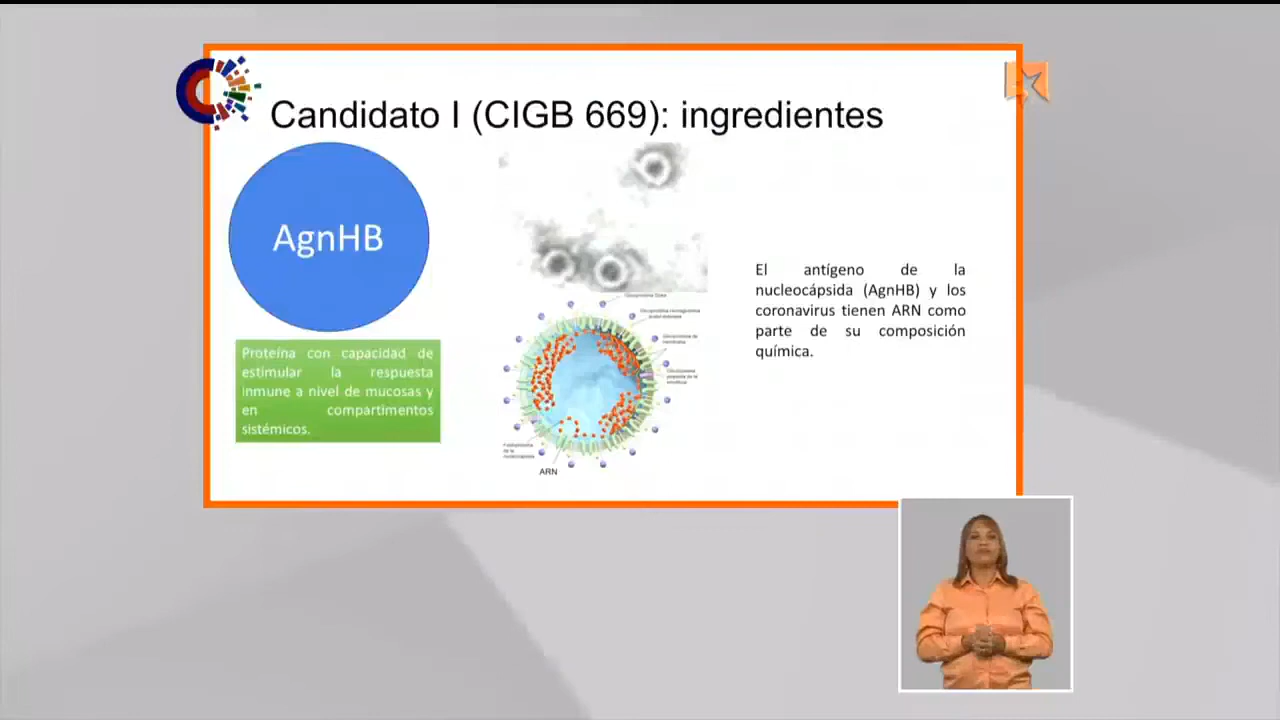 Candidato I (CIGB 669): ingredientes
AgnHB
Proteína con capacidad de
estimular la respuesta
inmune a nivel de mucosas y
en compartimentos
sistémicos.
ARN
El antígeno de la
nucleocápsida (AgnHB) y los
coronavirus tienen ARN como
parte de su composición
química.